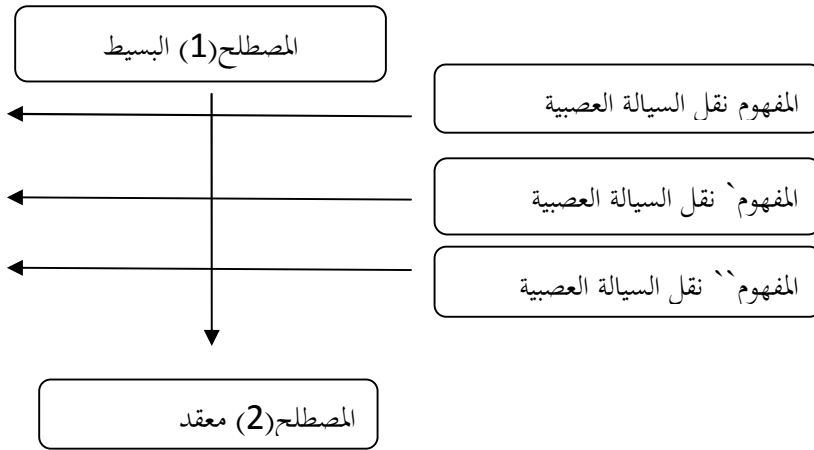 المصطلح(1) البسيط
المفهوم نقل السيالة العصبية
المفهوم` نقل السيالة العصبية
المفهوم`` نقل السيالة العصبية
المصطلح(2) معقد